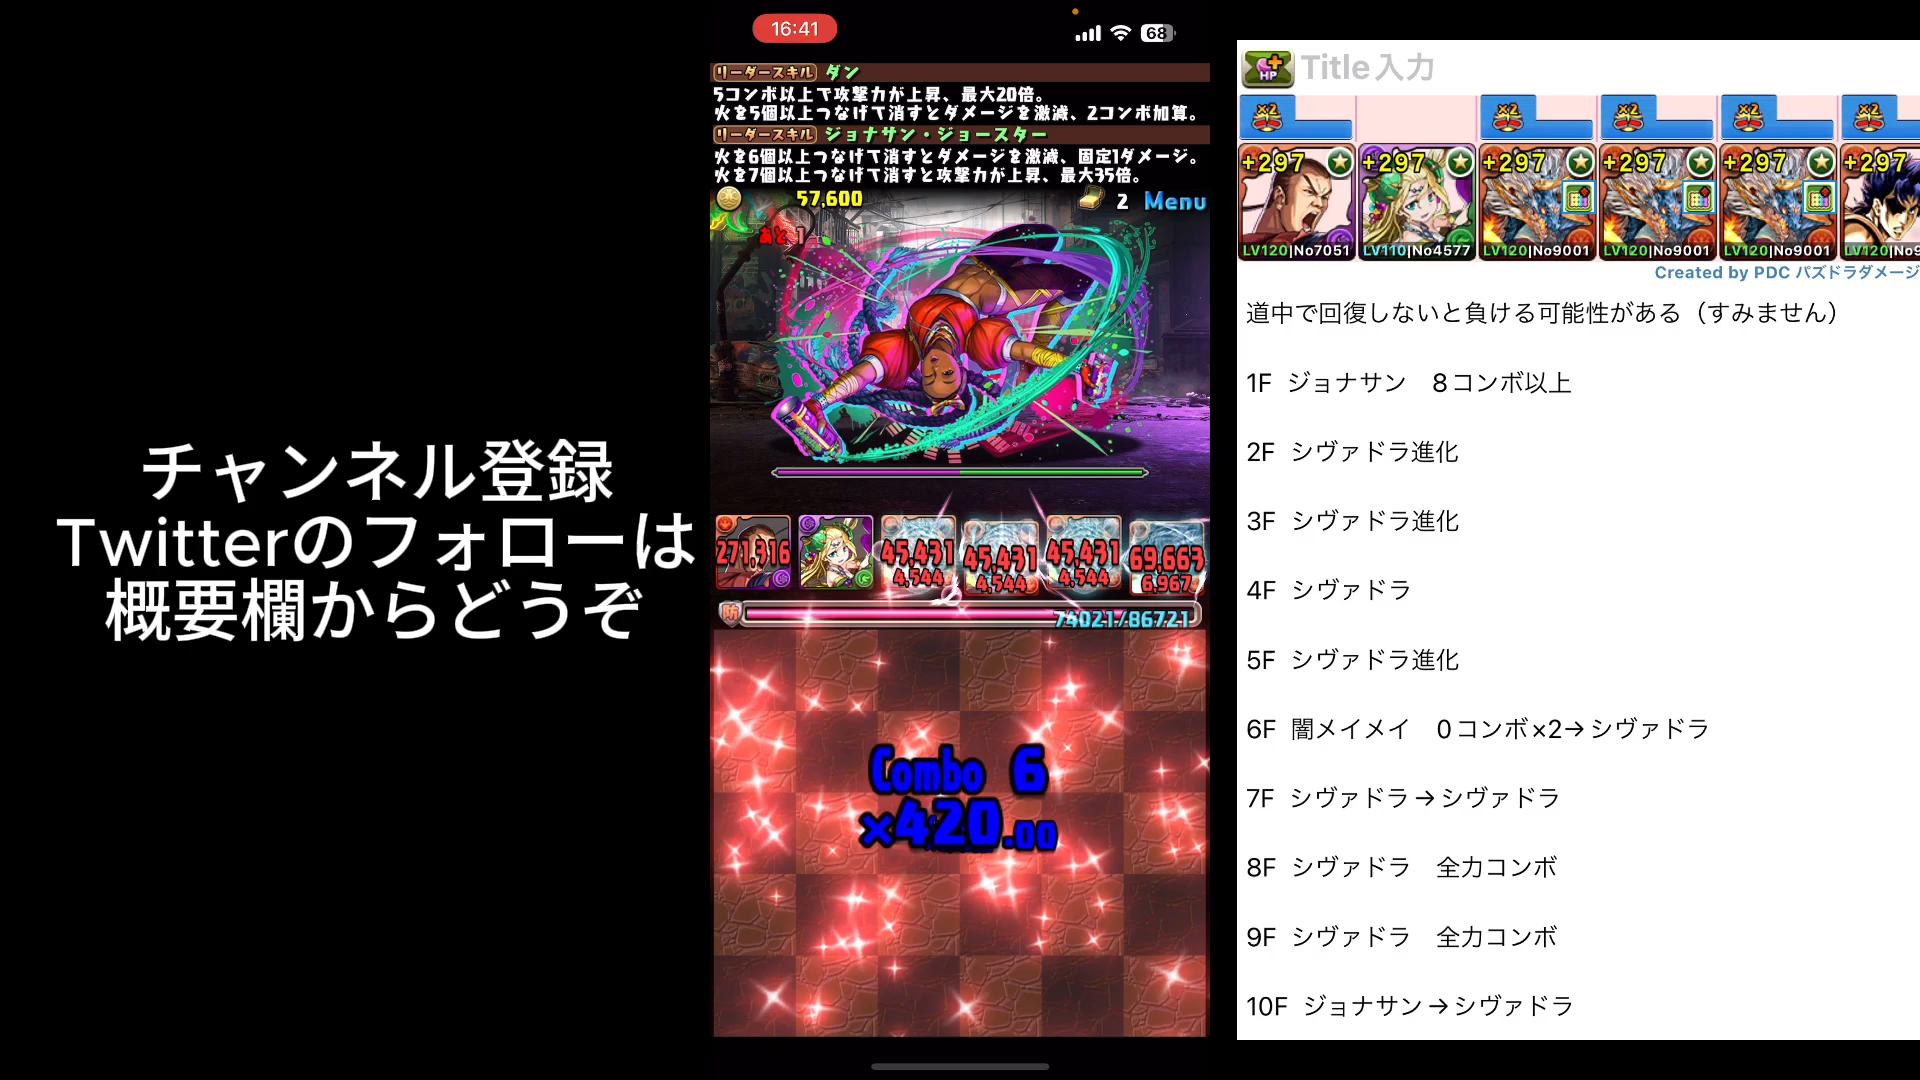 チャンネル登録
Twitterのフォローは
概要欄からどうぞ
16:41
68
リーダースキル ダン
5コンボ以上で攻撃力が上昇、最大20倍。
火を5個以上つなげて消すとダメージを激減、2コンボ加算。
リーダースキル ジョナサン・ジョースター
火を6個以上つなげて消すとダメージを激減、固定1ダメージ。
火を7個以上つなげて消すと攻撃力が上昇、最大35倍。
57,600
2 Menu
あと1
271,316
45,431 45,431 45,431 69,663
4,544 4,544 4,544 6,967
防 74021/86721
Combo 6
×420.00
HP Title入力
×2 ×2 ×2 ×2 ×2
+297 +297 +297 +297 +297 +297
LV120|No7051 LV110|No4577 LV120|No9001 LV120|No9001 LV120|No9001 LV120|No9
Created by PDC パズドラダメージ
道中で回復しないと負ける可能性がある（すみません）
1F ジョナサン 8コンボ以上
2F シヴァドラ進化
3F シヴァドラ進化
4F シヴァドラ
5F シヴァドラ進化
6F 闇メイメイ 0コンボ×2→シヴァドラ
7F シヴァドラ→シヴァドラ
8F シヴァドラ 全力コンボ
9F シヴァドラ 全力コンボ
10F ジョナサン→シヴァドラ